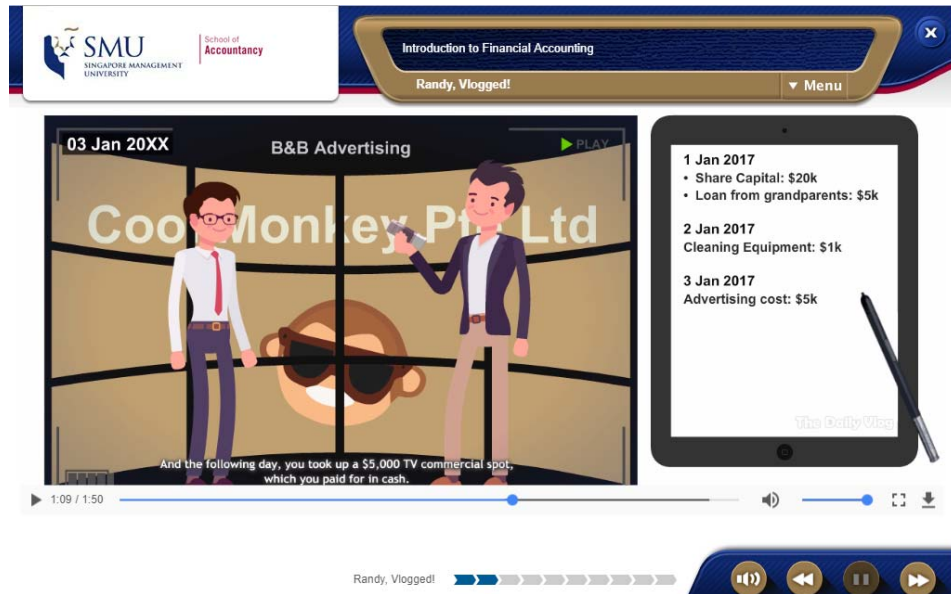 SMU
SINGAPORE MANAGEMENT
UNIVERSITY
School of
Accountancy
Introduction to Financial Accounting
Randy, Vlogged!
▼ Menu
X
03 Jan 20XX
B&B Advertising
PLAY
Cool Monkey Pte Ltd
And the following day, you took up a $5,000 TV commercial spot,
which you paid for in cash.
1 Jan 2017
• Share Capital: $20k
• Loan from grandparents: $5k
2 Jan 2017
Cleaning Equipment: $1k
3 Jan 2017
Advertising cost: $5k
The Daily Vlog
1:09 / 1:50
Randy, Vlogged!